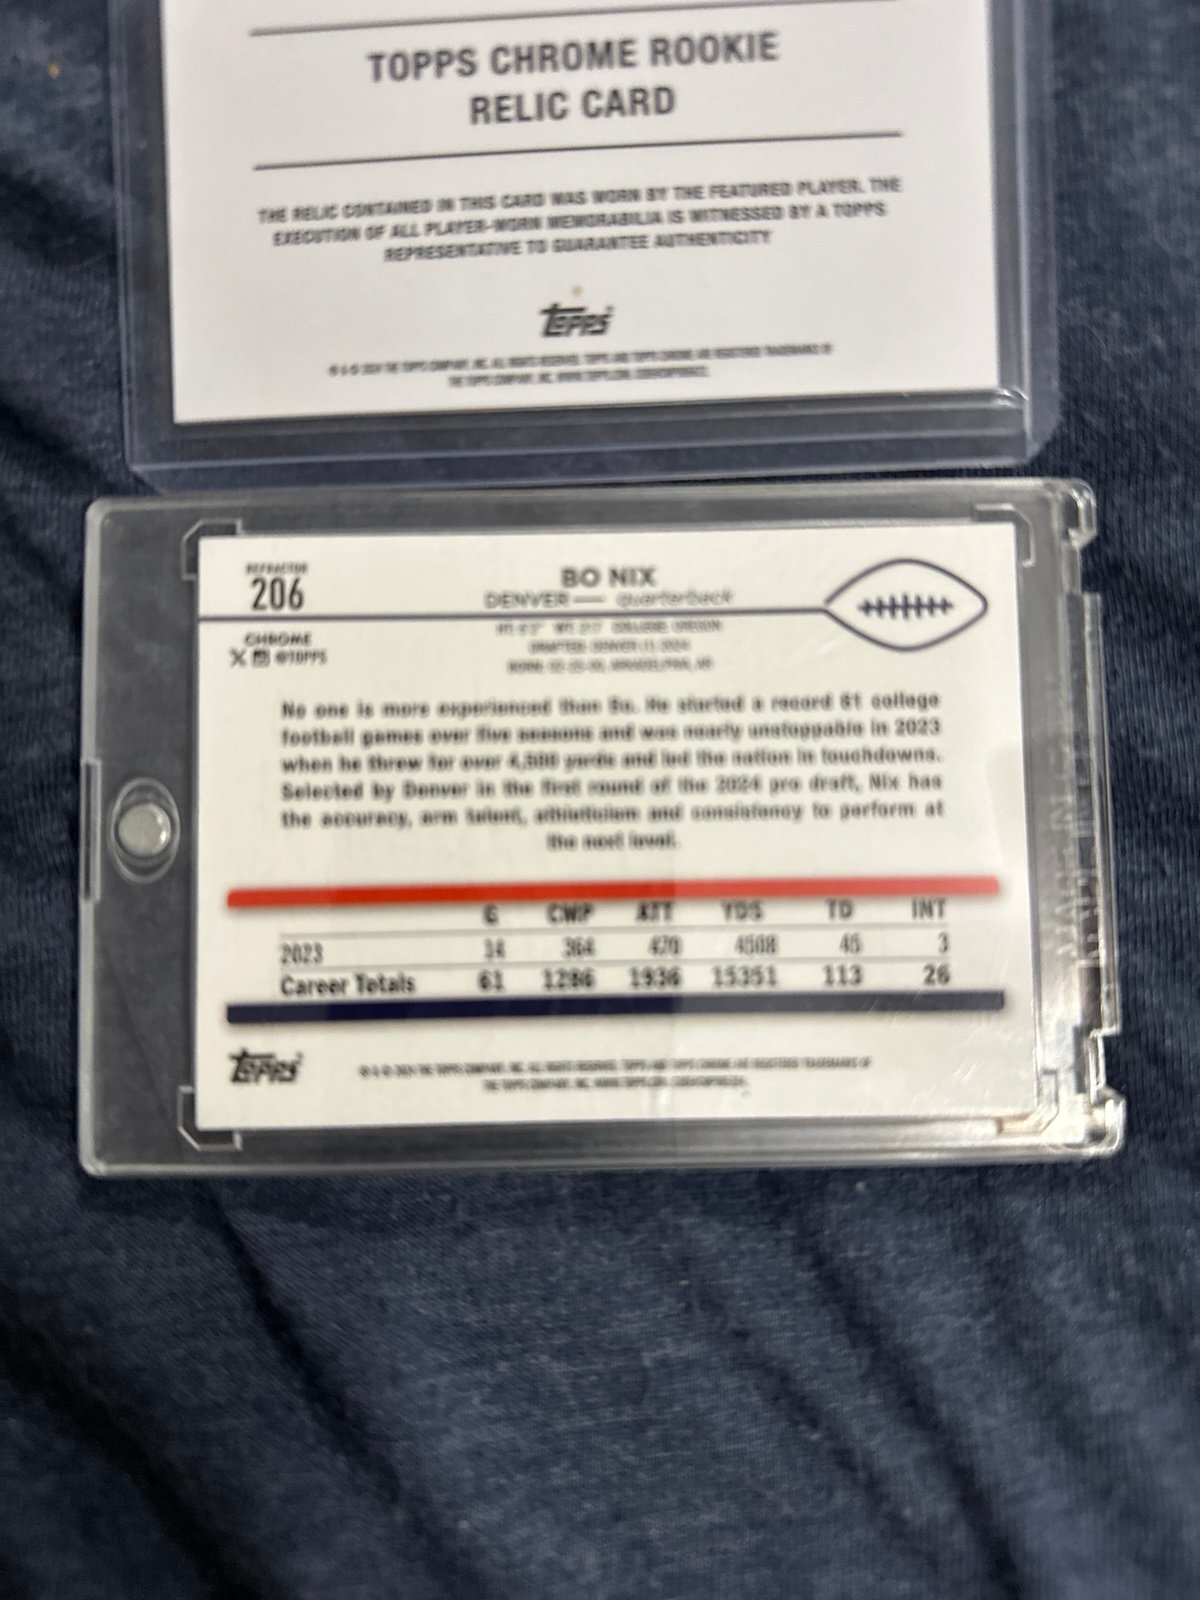 TOPPS CHROME ROOKIE
RELIC CARD
THE RELIC CONTAINED IN THIS CARD WAS WORN BY THE FEATURED PLAYER. THE
EXECUTION OF ALL PLAYER-WORN MEMORABILIA IS WITNESSED BY A TOPPS
REPRESENTATIVE TO GUARANTEE AUTHENTICITY
TOPPS
REFRACTOR
206
BO NIX
DENVER — quarterback
CHROME
@TOPPS
COLLEGE: OREGON
No one is more experienced than Bo. He started a record 61 college
football games over five seasons and was nearly unstoppable in 2023
when he threw for over 4,500 yards and led the nation in touchdowns.
Selected by Denver in the first round of the 2024 pro draft, Nix has
the accuracy, arm talent, athleticism and consistency to perform at
the next level.
G CMP ATT YDS TD INT
2023 14 364 470 4508 45 3
Career Totals 61 1286 1936 15351 113 26
TOPPS